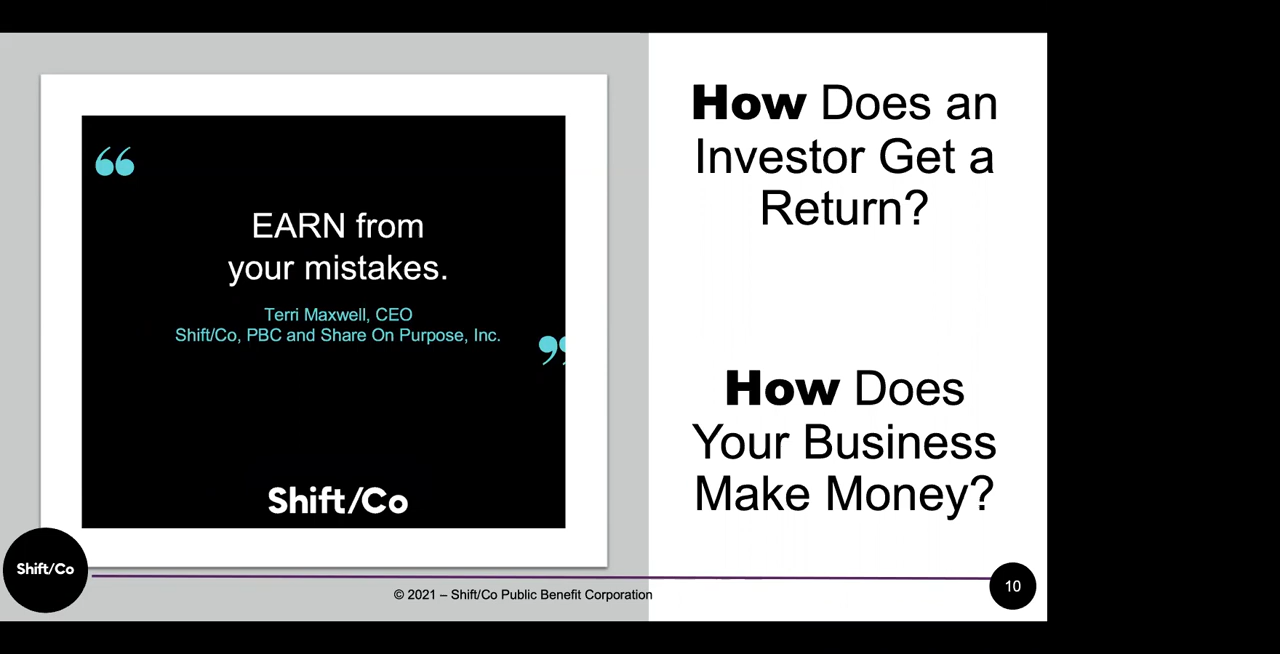 “
EARN from
your mistakes.
Terri Maxwell, CEO
Shift/Co, PBC and Share On Purpose, Inc.
”
Shift/Co
How Does an
Investor Get a
Return?
How Does
Your Business
Make Money?
Shift/Co
© 2021 – Shift/Co Public Benefit Corporation
10